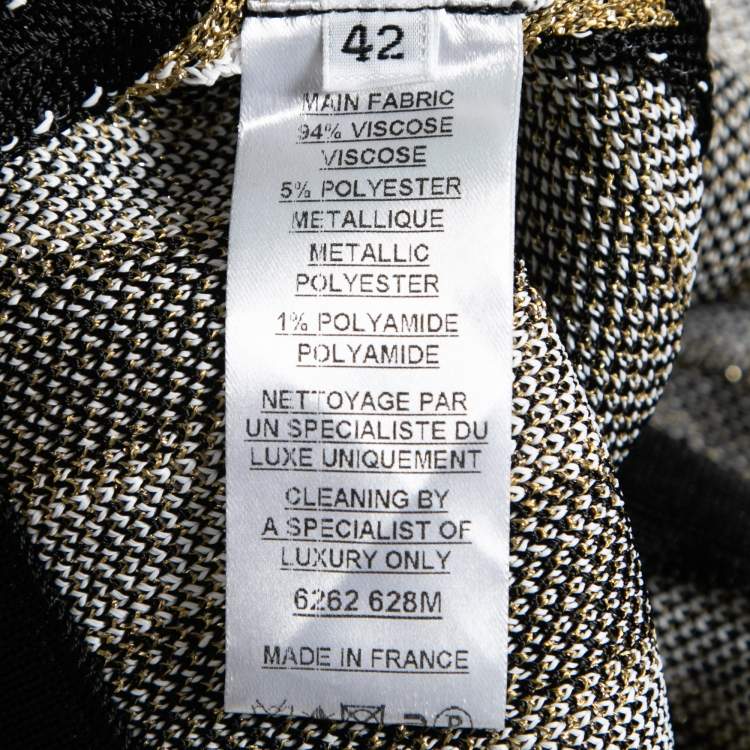 42
MAIN FABRIC
94% VISCOSE
VISCOSE
5% POLYESTER
METALLIQUE
METALLIC
POLYESTER
1% POLYAMIDE
POLYAMIDE
NETTOYAGE PAR
UN SPECIALISTE DU
LUXE UNIQUEMENT
CLEANING BY
A SPECIALIST OF
LUXURY ONLY
6262 628M
MADE IN FRANCE
P